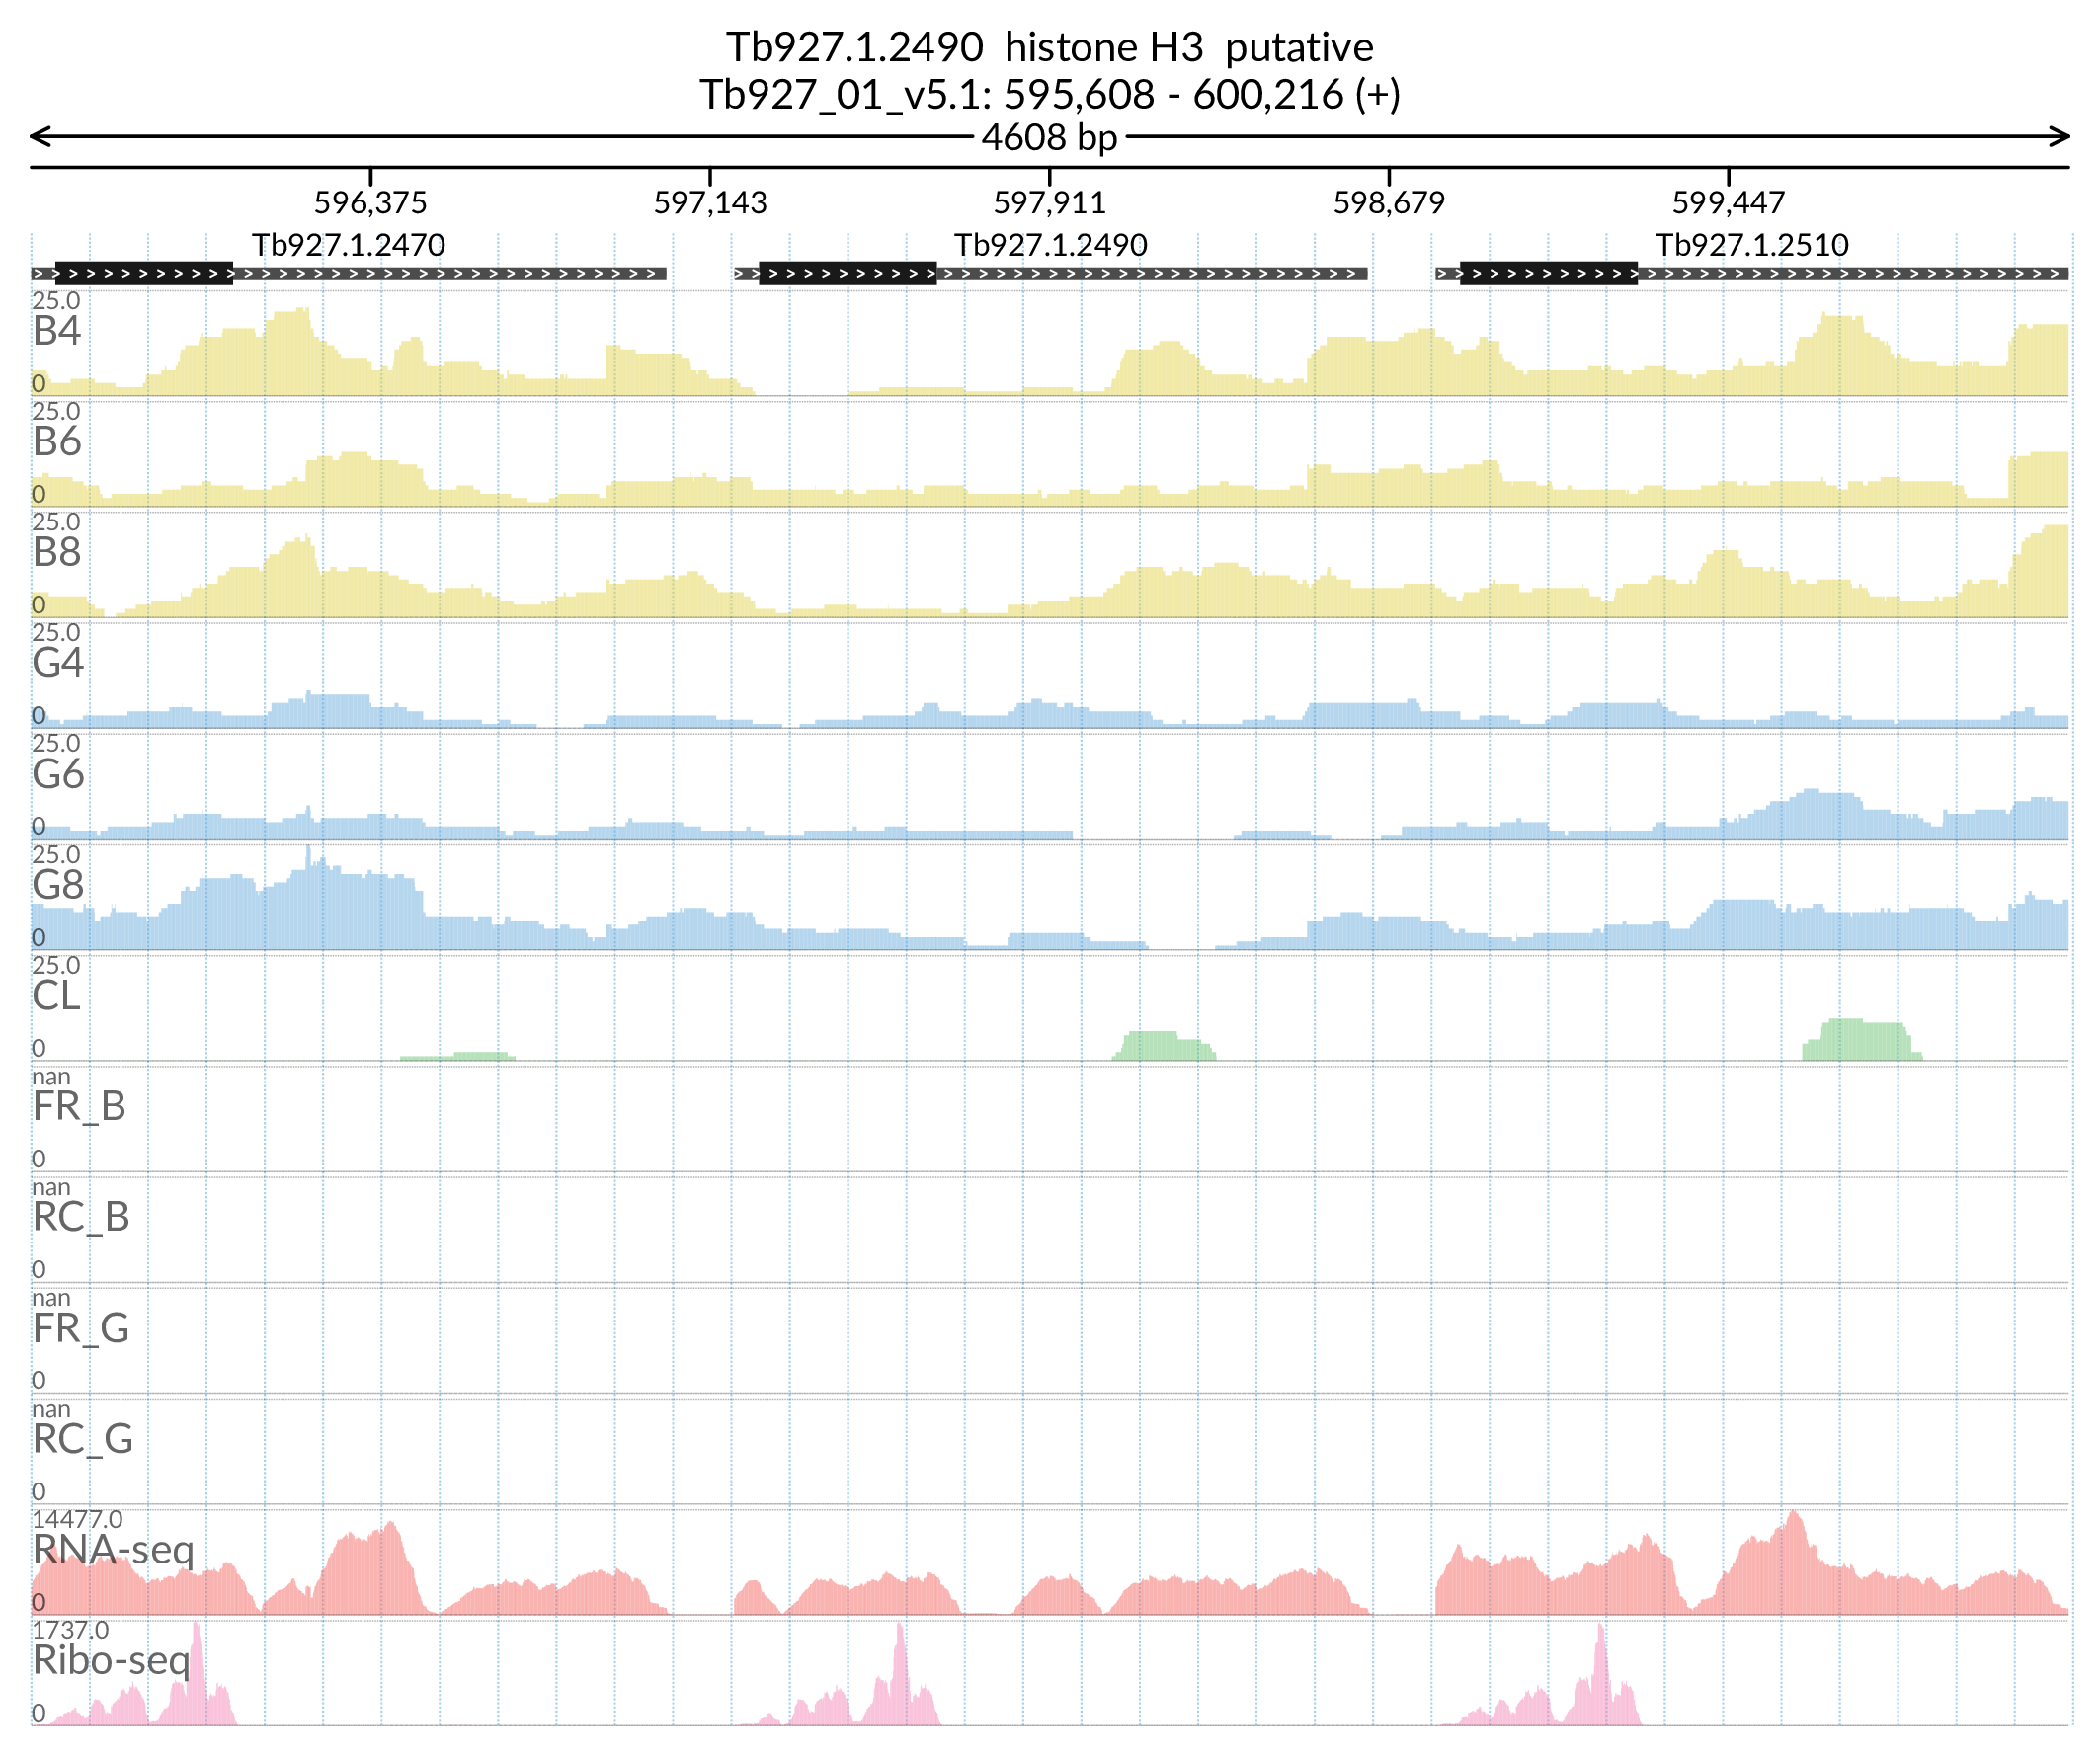 Tb927.1.2490 histone H3 putative
Tb927_01_v5.1: 595,608 - 600,216 (+)
4608 bp
596,375 597,143 597,911 598,679 599,447
Tb927.1.2470 Tb927.1.2490 Tb927.1.2510
25.0
B4
0
25.0
B6
0
25.0
B8
0
25.0
G4
0
25.0
G6
0
25.0
G8
0
25.0
CL
0
nan
FR_B
0
nan
RC_B
0
nan
FR_G
0
nan
RC_G
0
14477.0
RNA-seq
0
1737.0
Ribo-seq
0